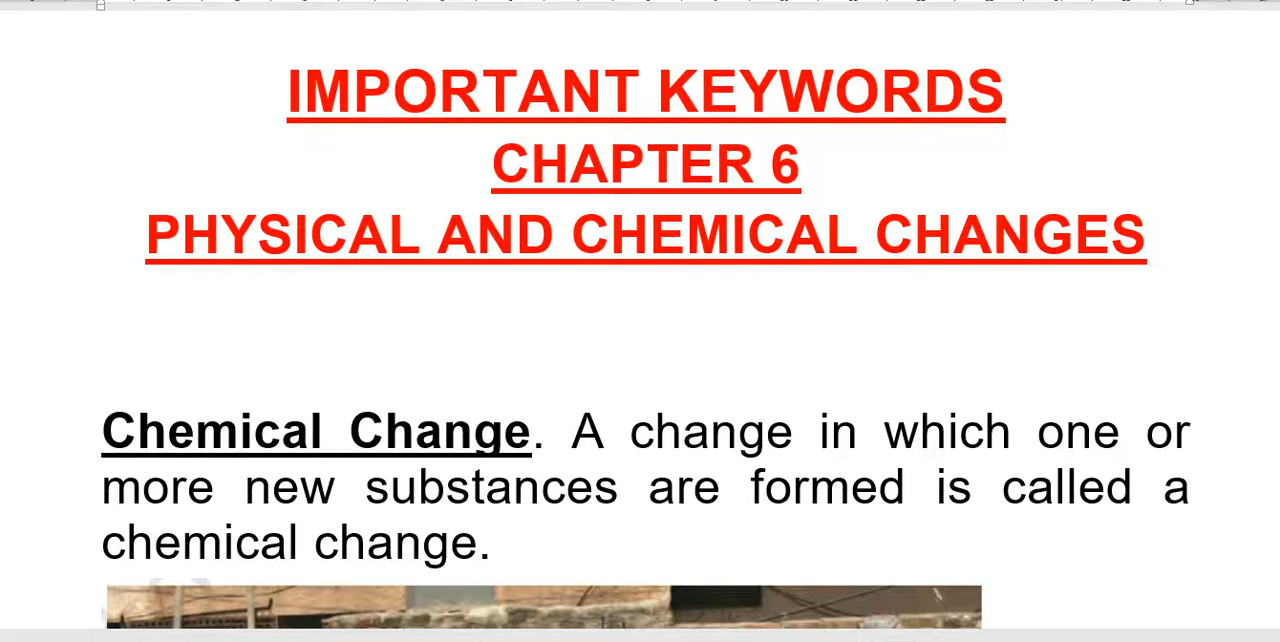 IMPORTANT KEYWORDS
CHAPTER 6
PHYSICAL AND CHEMICAL CHANGES
Chemical Change. A change in which one or
more new substances are formed is called a
chemical change.